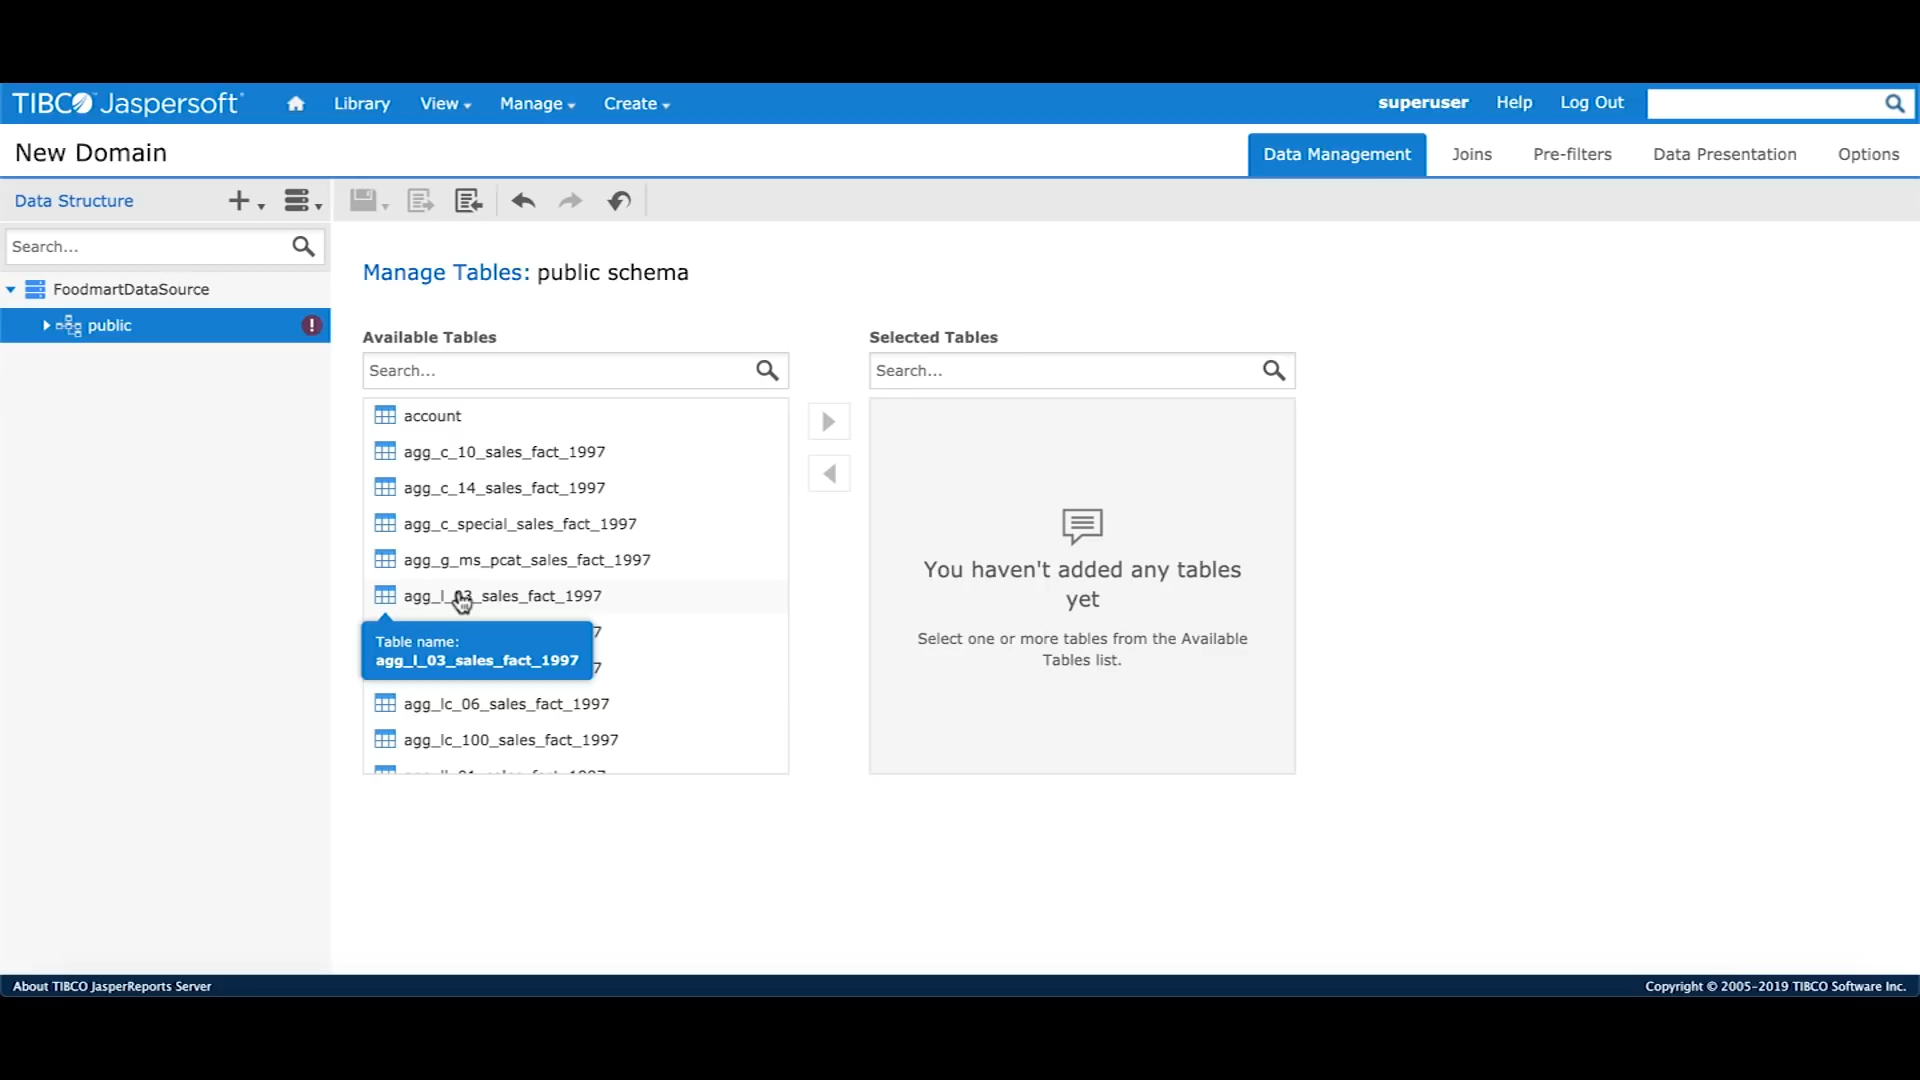 TIBCO Jaspersoft
Library
View
Manage
Create
superuser
Help
Log Out
New Domain
Data Management
Joins
Pre-filters
Data Presentation
Options
Data Structure
Search...
FoodmartDataSource
public
Manage Tables: public schema
Available Tables
Search...
account
agg_c_10_sales_fact_1997
agg_c_14_sales_fact_1997
agg_c_special_sales_fact_1997
agg_g_ms_pcat_sales_fact_1997
agg_l_03_sales_fact_1997
Table name:
agg_l_03_sales_fact_1997
agg_lc_06_sales_fact_1997
agg_lc_100_sales_fact_1997
Selected Tables
Search...
You haven't added any tables
yet
Select one or more tables from the Available
Tables list.
About TIBCO JasperReports Server
Copyright © 2005-2019 TIBCO Software Inc.